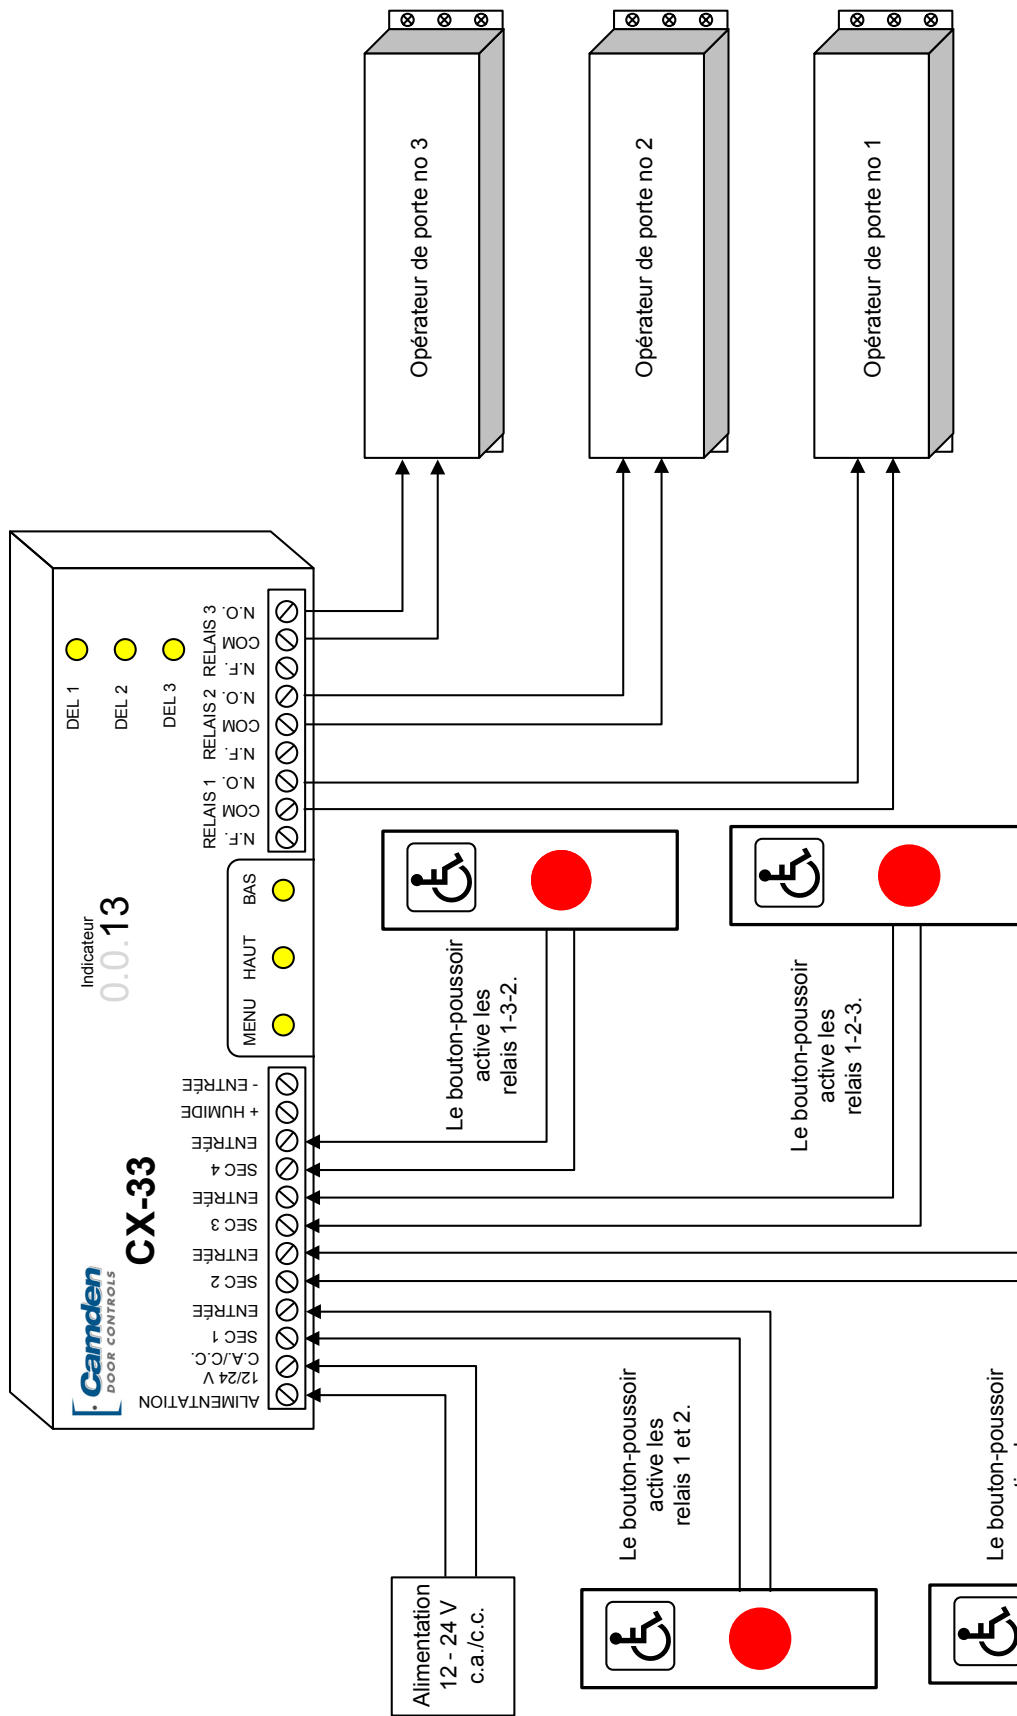 Camden
DOOR CONTROLS
CX-33
Indicateur
0.0.13
DEL 1
DEL 2
DEL 3
ALIMENTATION
12/24 V
C.A./C.C.
SEC 1
ENTRÉE
SEC 2
ENTRÉE
SEC 3
ENTRÉE
SEC 4
ENTRÉE
+ HUMIDE
- ENTRÉE
MENU
HAUT
BAS
RELAIS 1
N.F.
COM
N.O.
RELAIS 2
N.F.
COM
N.O.
RELAIS 3
N.F.
COM
N.O.
Alimentation
12 - 24 V
c.a./c.c.
Le bouton-poussoir
active les
relais 1 et 2.
Le bouton-poussoir
Le bouton-poussoir
active les
relais 1-3-2.
Le bouton-poussoir
active les
relais 1-2-3.
Opérateur de porte no 3
Opérateur de porte no 2
Opérateur de porte no 1